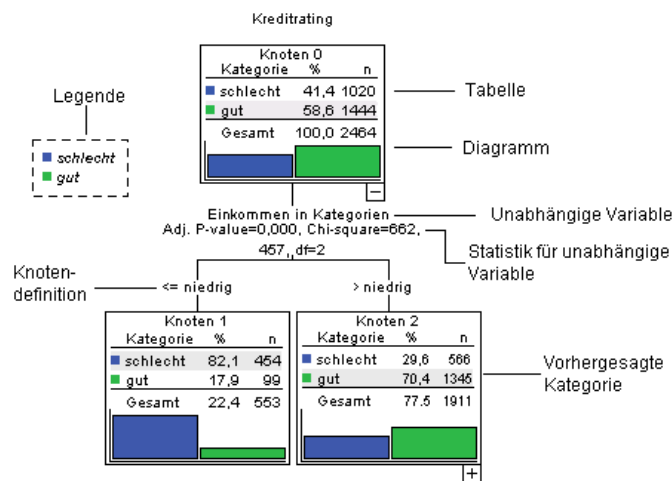 Kreditrating
Knoten 0
Kategorie % n
schlecht 41,4 1020
gut 58,6 1444
Gesamt 100,0 2464
Legende
schlecht
gut
Tabelle
Diagramm
Einkommen in Kategorien
Adj. P-value=0,000, Chi-square=662,
457,, df=2
Unabhängige Variable
Statistik für unabhängige
Variable
Knoten-
definition
<= niedrig
> niedrig
Knoten 1
Kategorie % n
schlecht 82,1 454
gut 17,9 99
Gesamt 22,4 553
Knoten 2
Kategorie % n
schlecht 29,6 566
gut 70,4 1345
Gesamt 77.5 1911
Vorhergesagte
Kategorie